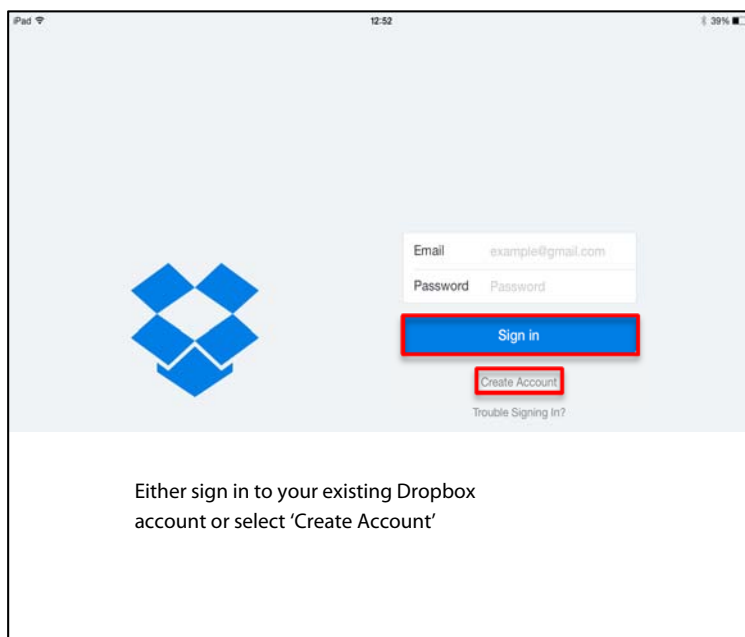 iPad 12:52 39%
Email example@gmail.com
Password Password
Sign in
Create Account
Trouble Signing In?
Either sign in to your existing Dropbox
account or select ‘Create Account’